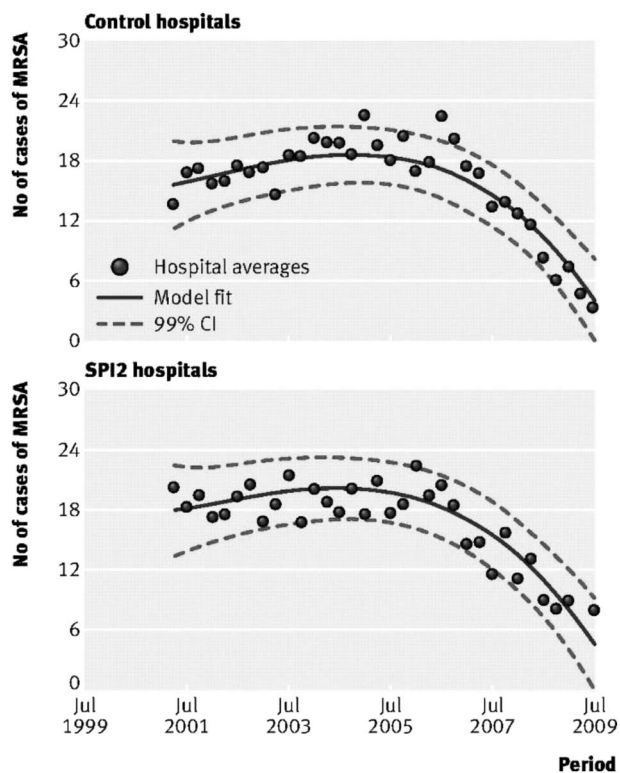 Control hospitals
No of cases of MRSA
30
24
18
12
6
0
Hospital averages
Model fit
99% CI
SPI2 hospitals
No of cases of MRSA
30
24
18
12
6
0
Jul Jul Jul Jul Jul Jul
1999 2001 2003 2005 2007 2009
Period